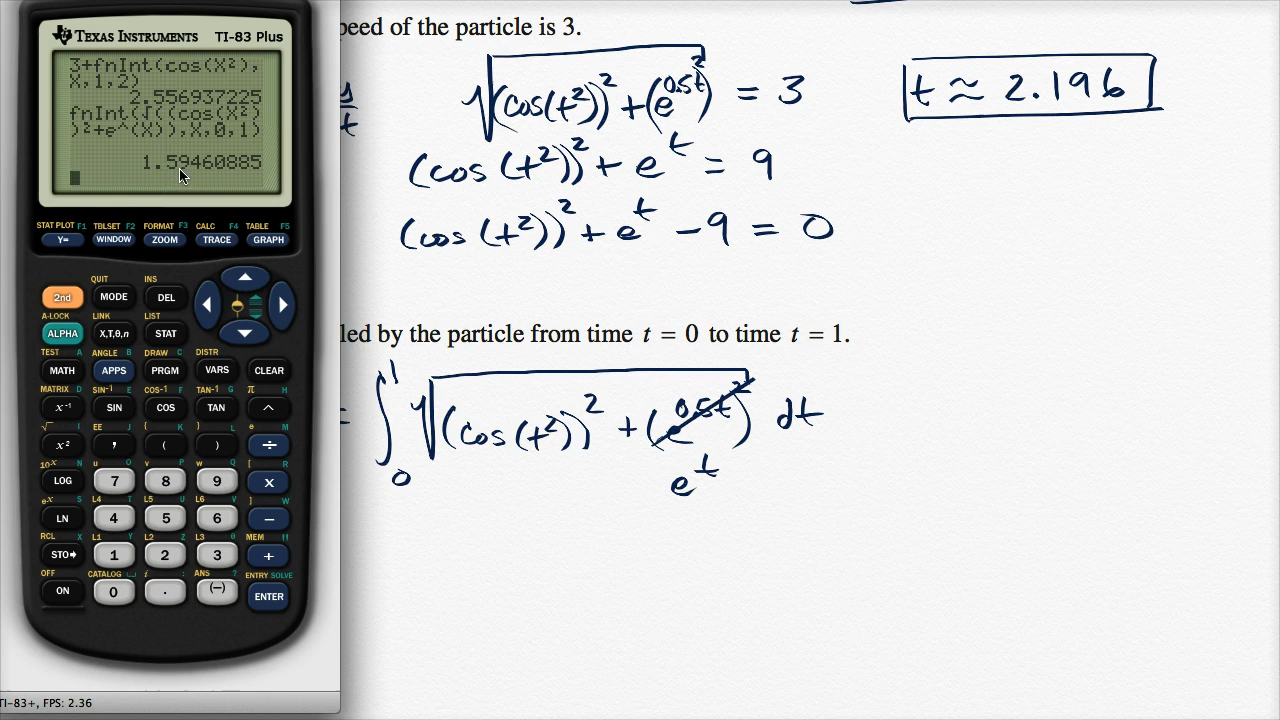 TEXAS INSTRUMENTS TI-83 Plus
3+fnInt(cos(X²),
X,1,2)
2.556937225
fnInt(√((cos(X²)
)²+e^(X)),X,0,1)
1.59460885
STAT PLOT F1 TBLSET F2 FORMAT F3 CALC F4 TABLE F5
Y= WINDOW ZOOM TRACE GRAPH
QUIT INS
2nd MODE DEL
A-LOCK LINK LIST
ALPHA X,T,θ,n STAT
TEST A ANGLE B DRAW C DISTR
MATH APPS PRGM VARS CLEAR
MATRIX D SIN⁻¹ E COS⁻¹ F TAN⁻¹ G π H
x⁻¹ SIN COS TAN ^
√ I EE J { K } L e M
x² , ( ) ÷
10ˣ N u O v P w Q [ R
LOG 7 8 9 x
eˣ S L4 T L5 U L6 V ] W
LN 4 5 6 −
RCL X L1 Y L2 Z L3 θ MEM "
STO➔ 1 2 3 +
OFF CATALOG i : ANS ? ENTRY SOLVE
ON 0 . (−) ENTER
TI-83+, FPS: 2.36
peed of the particle is 3.
√(cos(t²))² + (e^0.5t)² = 3
t ≈ 2.196
(cos(t²))² + e^t = 9
(cos(t²))² + e^t − 9 = 0
led by the particle from time t = 0 to time t = 1.
= ∫₀¹ √(cos(t²))² + (e^0.5t)² dt
e^t